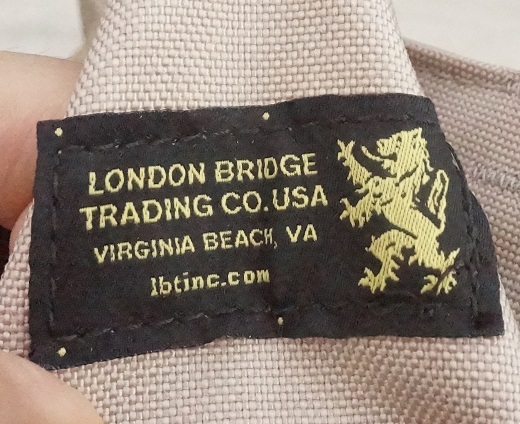 LONDON BRIDGE
TRADING CO.USA
VIRGINIA BEACH, VA
lbtinc.com